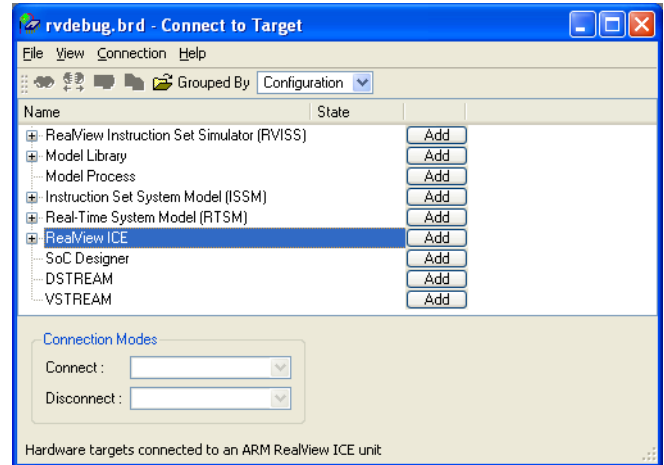 rvdebug.brd - Connect to Target
File View Connection Help
Grouped By Configuration
Name State
RealView Instruction Set Simulator (RVISS) Add
Model Library Add
Model Process Add
Instruction Set System Model (ISSM) Add
Real-Time System Model (RTSM) Add
RealView ICE Add
SoC Designer Add
DSTREAM Add
VSTREAM Add
Connection Modes
Connect :
Disconnect :
Hardware targets connected to an ARM RealView ICE unit